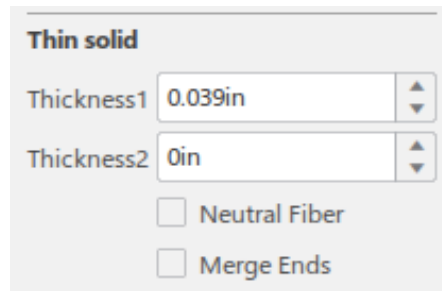 Thin solid
Thickness1 0.039in
Thickness2 0in
Neutral Fiber
Merge Ends